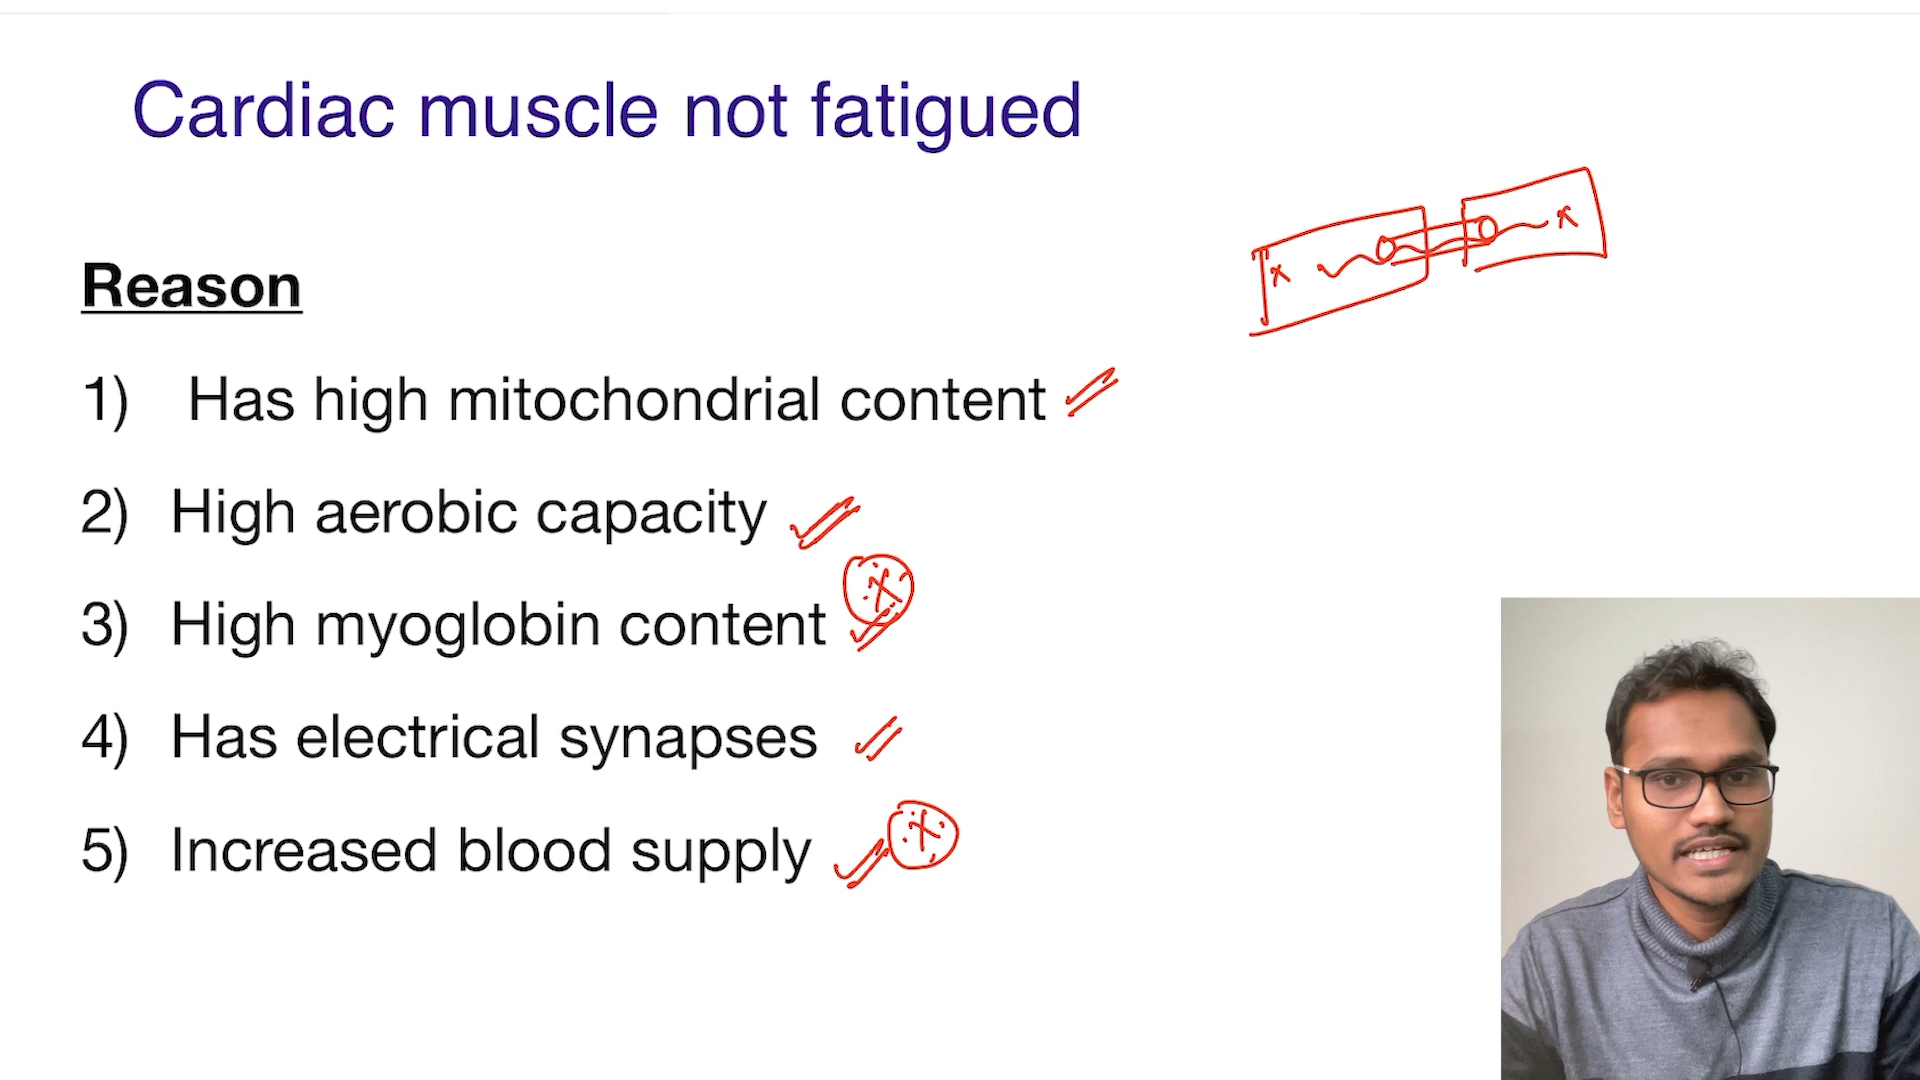 Cardiac muscle not fatigued
Reason
1) Has high mitochondrial content
2) High aerobic capacity
3) High myoglobin content
4) Has electrical synapses
5) Increased blood supply